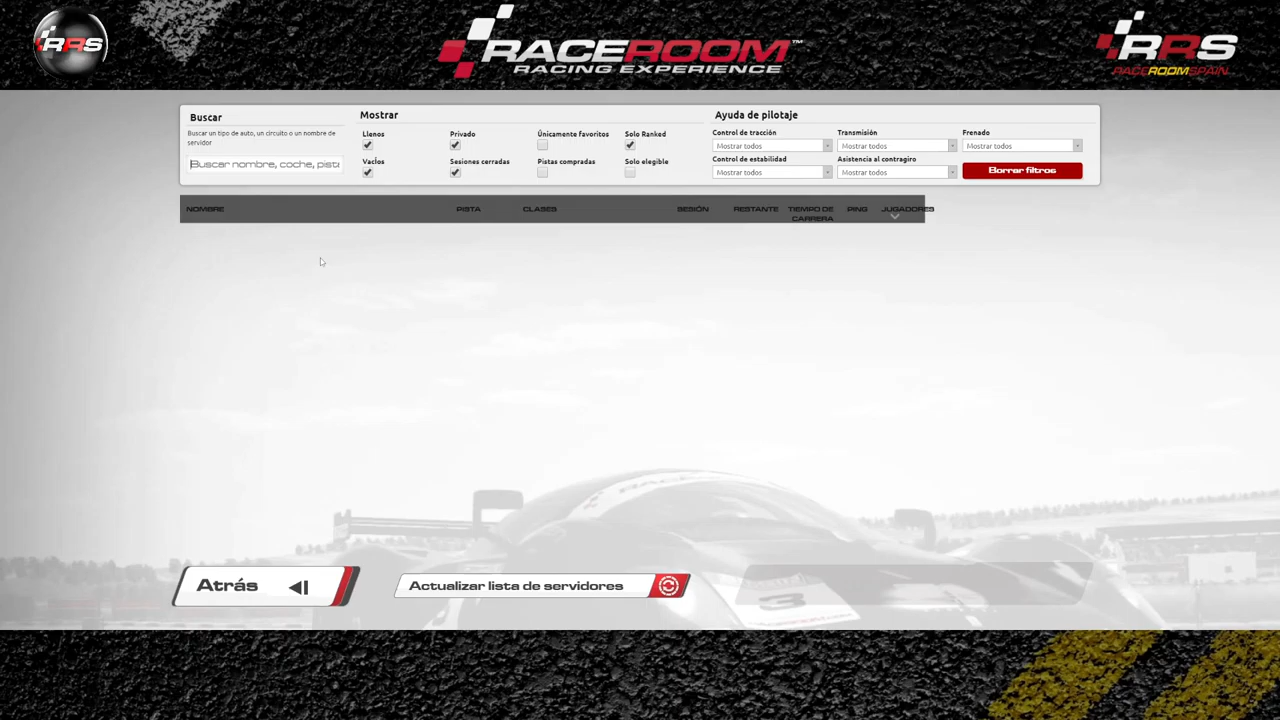 RRS
RACEROOM™
RACING EXPERIENCE
RRS
RACEROOMSPAIN
Buscar
Buscar un tipo de auto, un circuito o un nombre de
servidor
Buscar nombre, coche, pist
Mostrar
Llenos
Privado
Únicamente favoritos
Solo Ranked
Vacíos
Sesiones cerradas
Pistas compradas
Solo elegible
Ayuda de pilotaje
Control de tracción
Transmisión
Frenado
Mostrar todos
Mostrar todos
Mostrar todos
Control de estabilidad
Asistencia al contragiro
Mostrar todos
Mostrar todos
Borrar filtros
NOMBRE
PISTA
CLASES
SESIÓN
RESTANTE
TIEMPO DE
CARRERA
PING
JUGADORES
Atrás
Actualizar lista de servidores
3